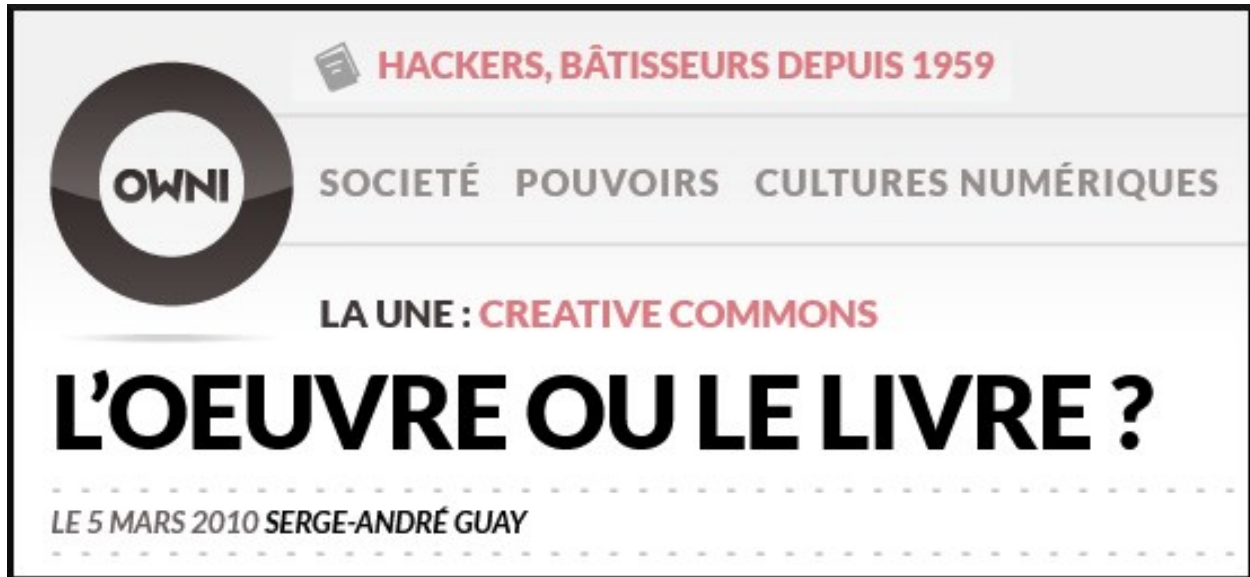 HACKERS, BÂTISSEURS DEPUIS 1959
OWNI
SOCIETÉ POUVOIRS CULTURES NUMÉRIQUES
LA UNE : CREATIVE COMMONS
L’OEUVRE OU LE LIVRE ?
LE 5 MARS 2010 SERGE-ANDRÉ GUAY